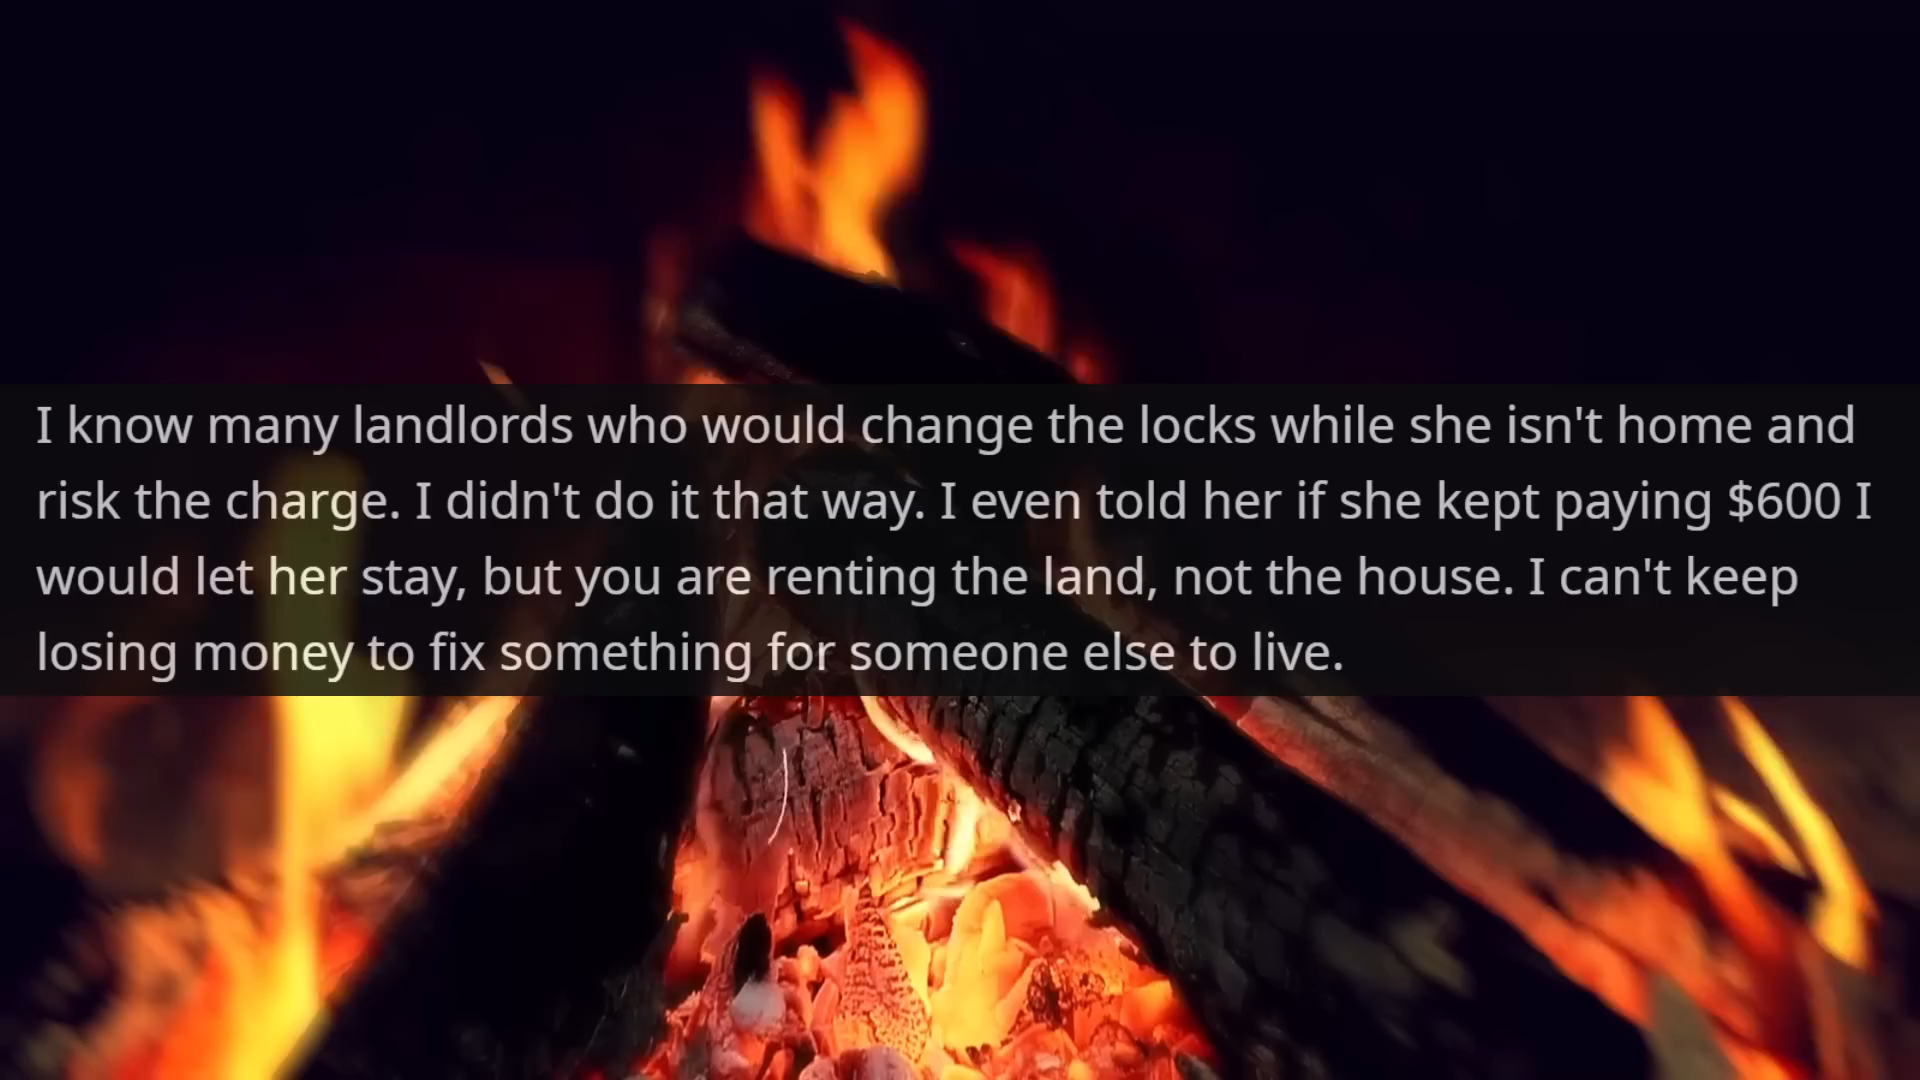 I know many landlords who would change the locks while she isn't home and
risk the charge. I didn't do it that way. I even told her if she kept paying $600 I
would let her stay, but you are renting the land, not the house. I can't keep
losing money to fix something for someone else to live.